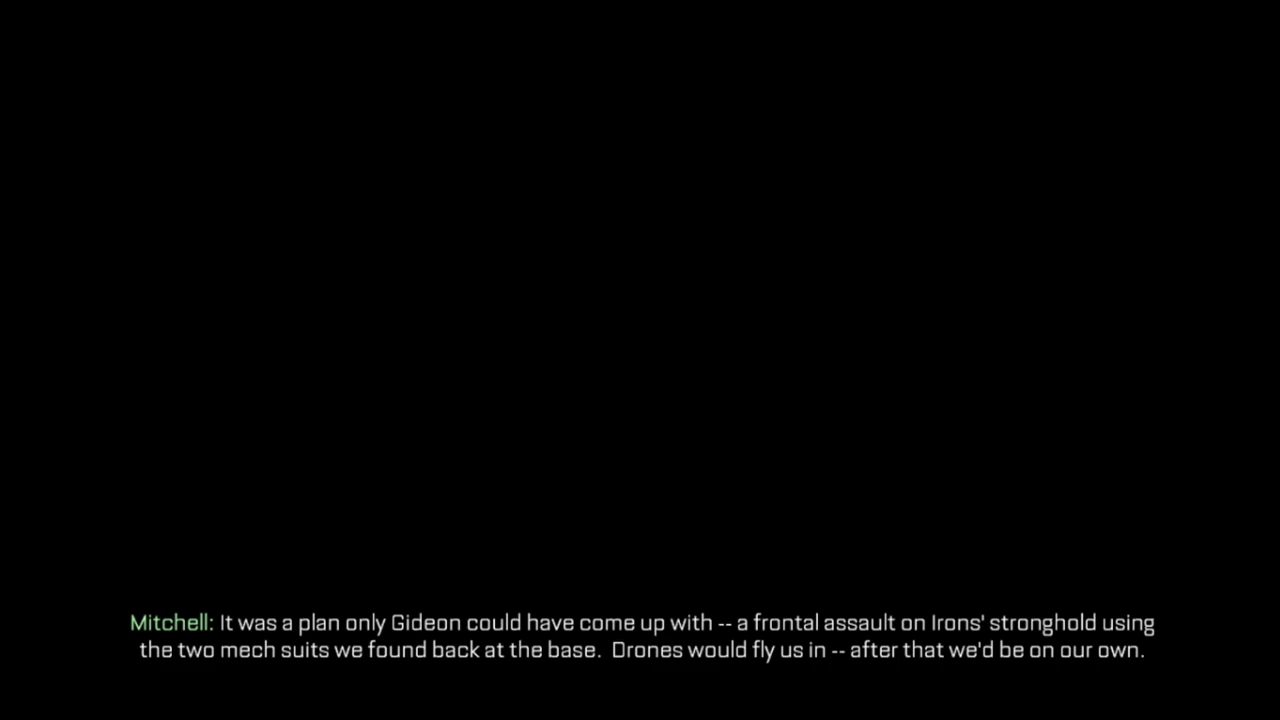 Mitchell: It was a plan only Gideon could have come up with -- a frontal assault on Irons' stronghold using
the two mech suits we found back at the base.  Drones would fly us in -- after that we'd be on our own.